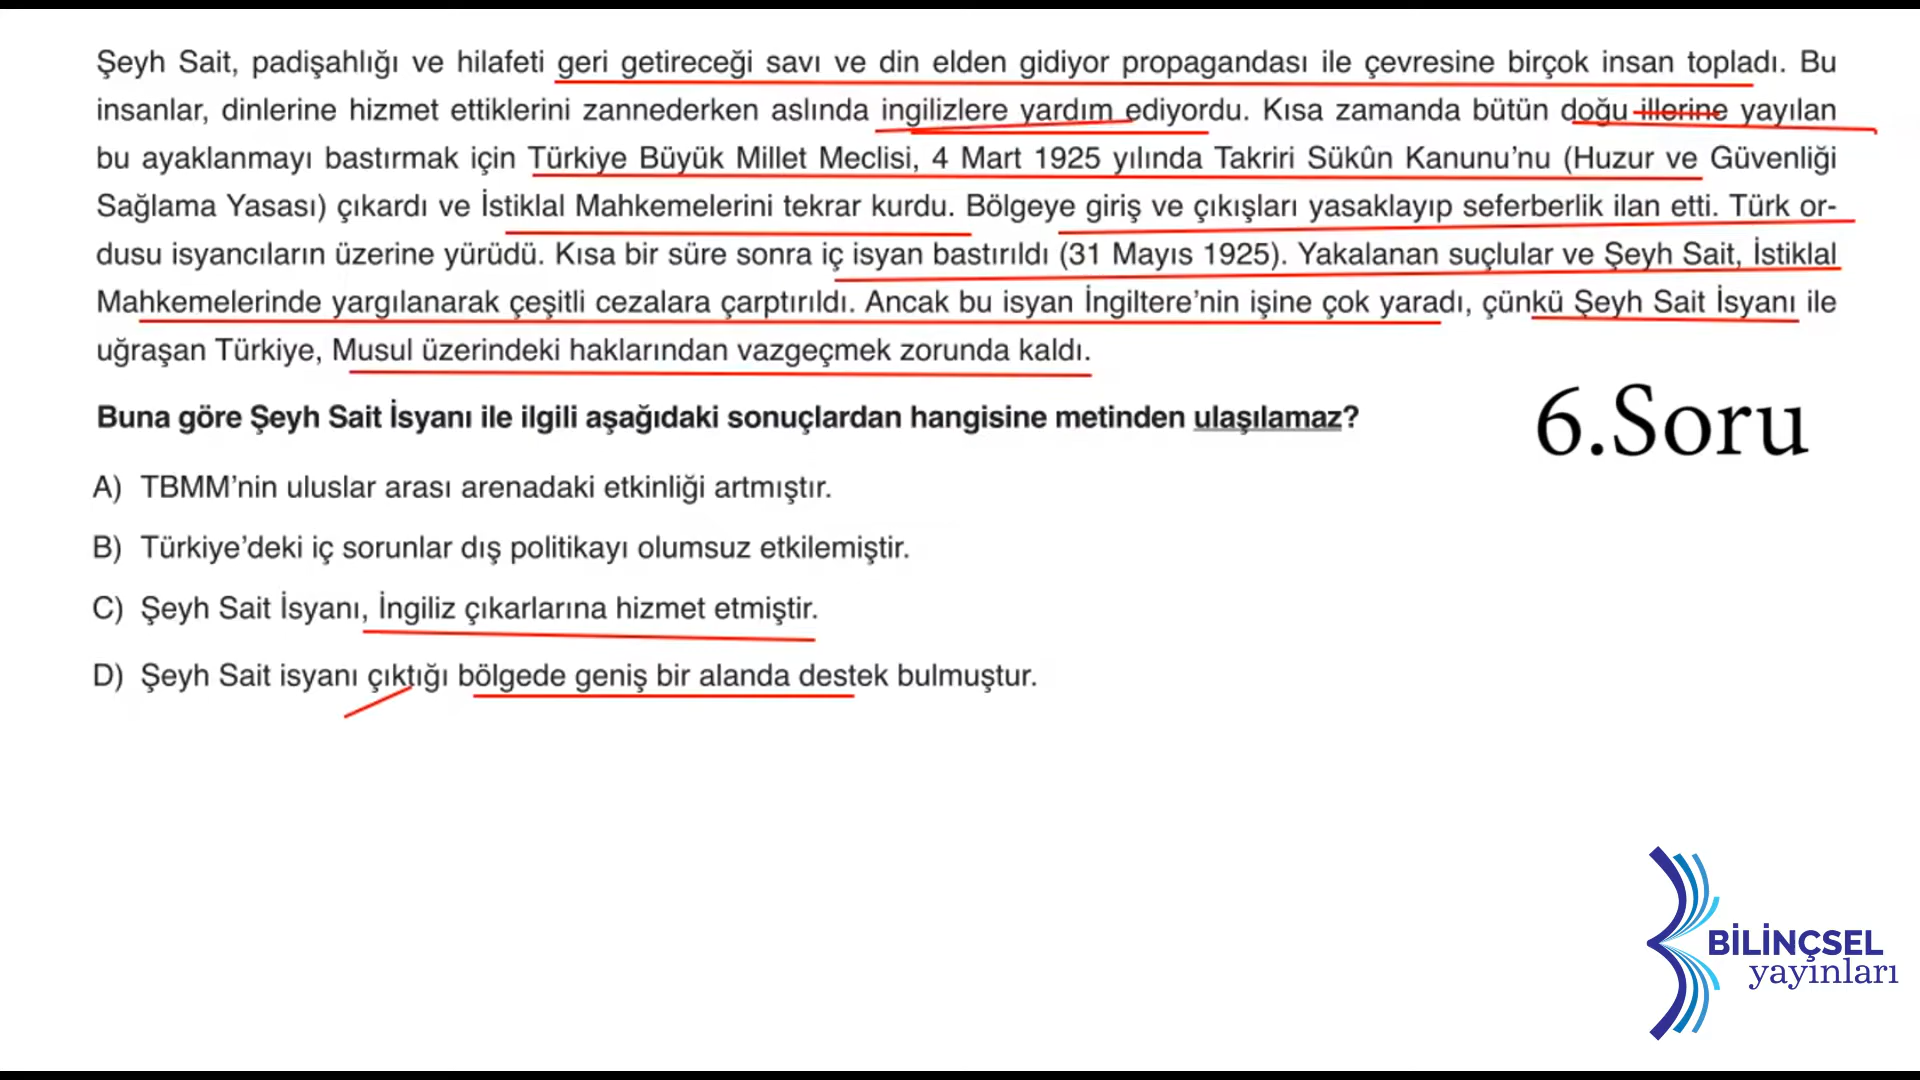 Şeyh Sait, padişahlığı ve hilafeti geri getireceği savı ve din elden gidiyor propagandası ile çevresine birçok insan topladı. Bu
insanlar, dinlerine hizmet ettiklerini zannederken aslında ingilizlere yardım ediyordu. Kısa zamanda bütün doğu illerine yayılan
bu ayaklanmayı bastırmak için Türkiye Büyük Millet Meclisi, 4 Mart 1925 yılında Takriri Sükûn Kanunu’nu (Huzur ve Güvenliği
Sağlama Yasası) çıkardı ve İstiklal Mahkemelerini tekrar kurdu. Bölgeye giriş ve çıkışları yasaklayıp seferberlik ilan etti. Türk or-
dusu isyancıların üzerine yürüdü. Kısa bir süre sonra iç isyan bastırıldı (31 Mayıs 1925). Yakalanan suçlular ve Şeyh Sait, İstiklal
Mahkemelerinde yargılanarak çeşitli cezalara çarptırıldı. Ancak bu isyan İngiltere’nin işine çok yaradı, çünkü Şeyh Sait İsyanı ile
uğraşan Türkiye, Musul üzerindeki haklarından vazgeçmek zorunda kaldı.
Buna göre Şeyh Sait İsyanı ile ilgili aşağıdaki sonuçlardan hangisine metinden ulaşılamaz?
6.Soru
A) TBMM’nin uluslar arası arenadaki etkinliği artmıştır.
B) Türkiye’deki iç sorunlar dış politikayı olumsuz etkilemiştir.
C) Şeyh Sait İsyanı, İngiliz çıkarlarına hizmet etmiştir.
D) Şeyh Sait isyanı çıktığı bölgede geniş bir alanda destek bulmuştur.
BİLİNÇSEL
yayınları